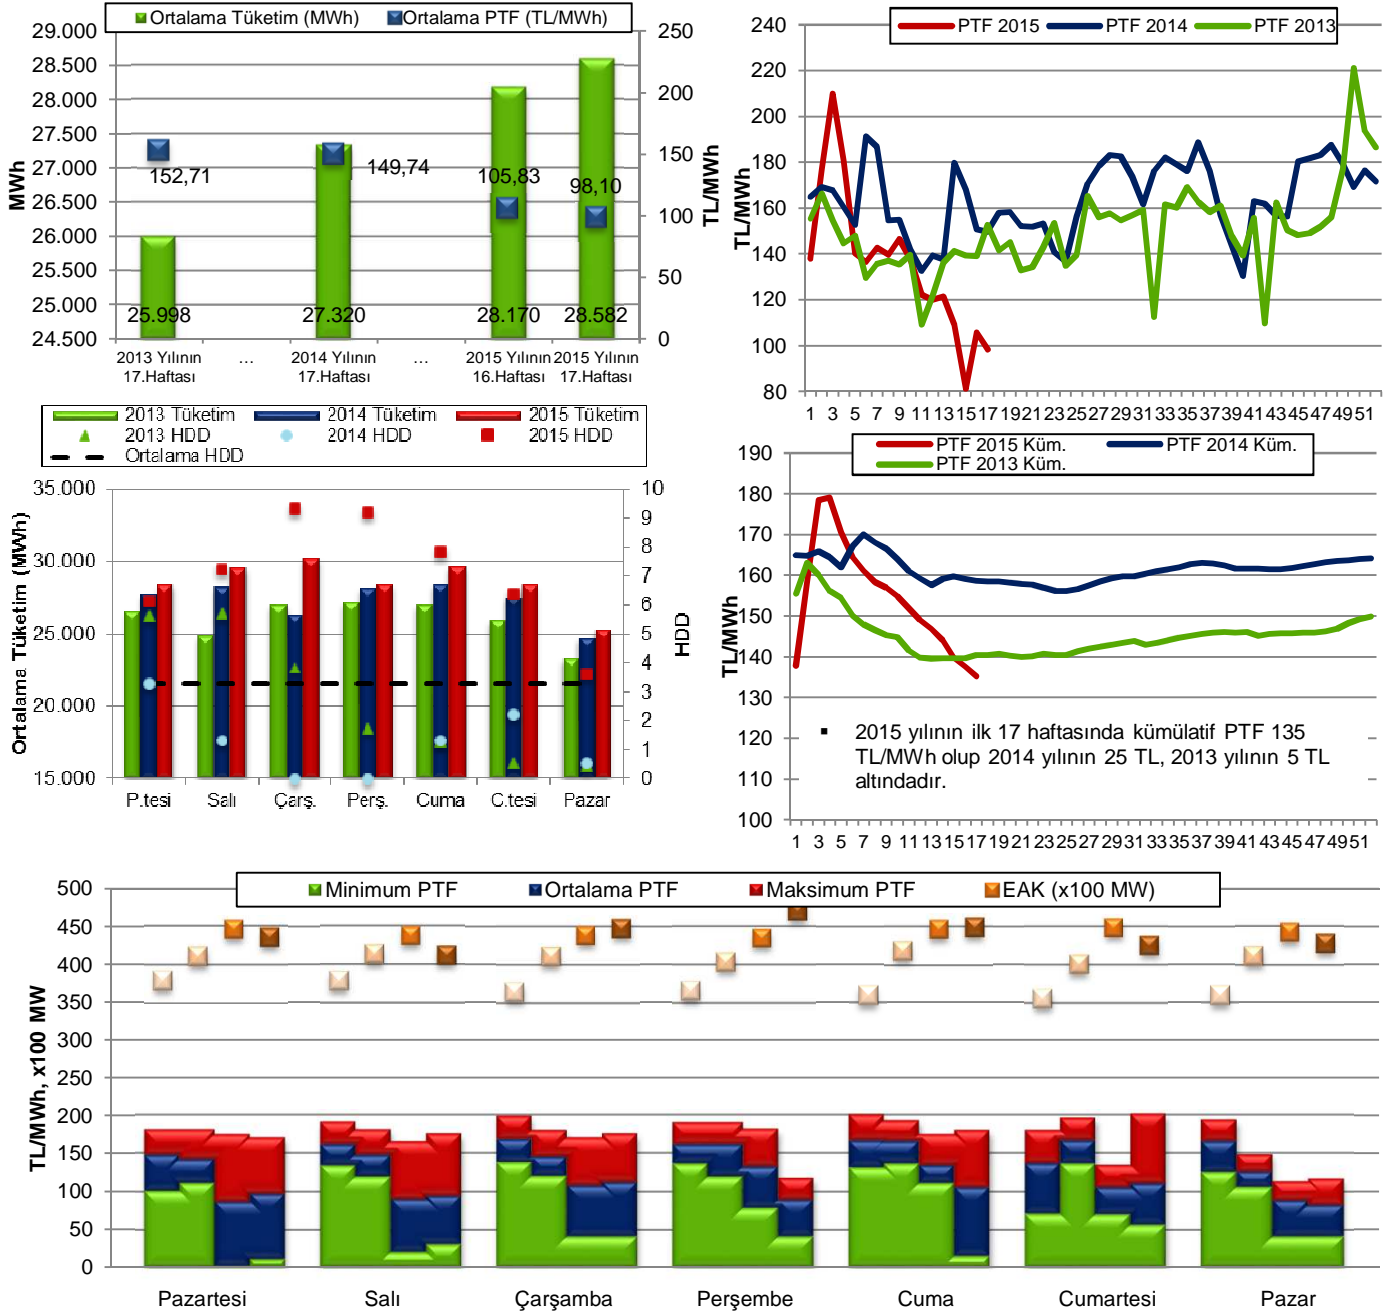 Ortalama Tüketim (MWh) Ortalama PTF (TL/MWh)
MWh
29.000
28.500
28.000
27.500
27.000
26.500
26.000
25.500
25.000
24.500
250
200
150
100
50
0
TL/MWh
152,71
149,74
105,83
98,10
25.998
27.320
28.170
28.582
2013 Yılının
17.Haftası
...
2014 Yılının
17.Haftası
...
2015 Yılının
16.Haftası
2015 Yılının
17.Haftası
PTF 2015 PTF 2014 PTF 2013
TL/MWh
240
220
200
180
160
140
120
100
80
1 3 5 7 9 11 13 15 17 19 21 23 25 27 29 31 33 35 37 39 41 43 45 47 49 51
2013 Tüketim 2014 Tüketim 2015 Tüketim
2013 HDD 2014 HDD 2015 HDD
Ortalama HDD
Ortalama Tüketim (MWh)
35.000
30.000
25.000
20.000
15.000
10
9
8
7
6
5
4
3
2
1
0
HDD
P.tesi Salı Çarş. Perş. Cuma C.tesi Pazar
PTF 2015 Küm. PTF 2014 Küm.
PTF 2013 Küm.
TL/MWh
190
180
170
160
150
140
130
120
110
100
▪ 2015 yılının ilk 17 haftasında kümülatif PTF 135
TL/MWh olup 2014 yılının 25 TL, 2013 yılının 5 TL
altındadır.
1 3 5 7 9 11 13 15 17 19 21 23 25 27 29 31 33 35 37 39 41 43 45 47 49 51
Minimum PTF Ortalama PTF Maksimum PTF EAK (x100 MW)
TL/MWh, x100 MW
500
450
400
350
300
250
200
150
100
50
0
Pazartesi Salı Çarşamba Perşembe Cuma Cumartesi Pazar